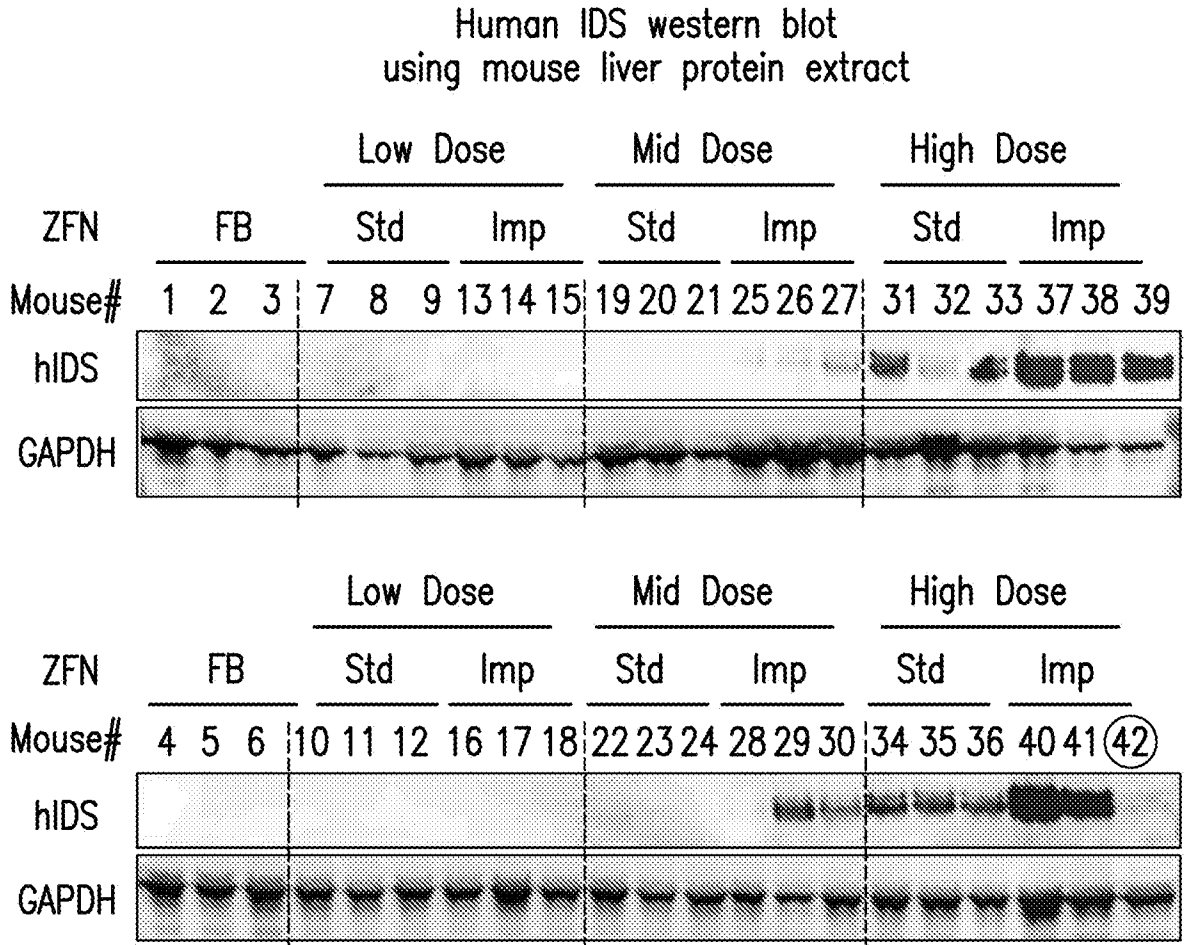 Human IDS western blot
using mouse liver protein extract
Low Dose Mid Dose High Dose
ZFN FB Std Imp Std Imp Std Imp
Mouse# 1 2 3 7 8 9 13 14 15 19 20 21 25 26 27 31 32 33 37 38 39
hIDS
GAPDH
Low Dose Mid Dose High Dose
ZFN FB Std Imp Std Imp Std Imp
Mouse# 4 5 6 10 11 12 16 17 18 22 23 24 28 29 30 34 35 36 40 41 42
hIDS
GAPDH